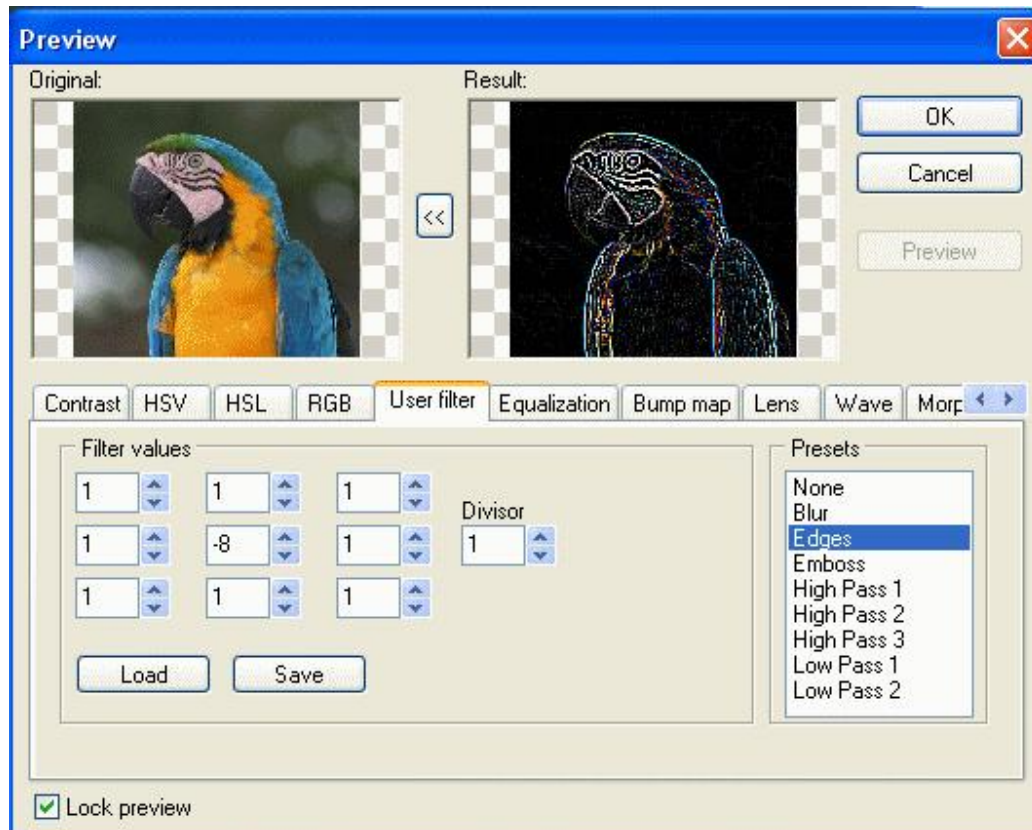 Preview
Original:
Result:
OK
Cancel
<<
Preview
Contrast HSV HSL RGB User filter Equalization Bump map Lens Wave Morp
Filter values
1 1 1
Divisor
1 -8 1 1
1 1 1
Load Save
Presets
None
Blur
Edges
Emboss
High Pass 1
High Pass 2
High Pass 3
Low Pass 1
Low Pass 2
Lock preview